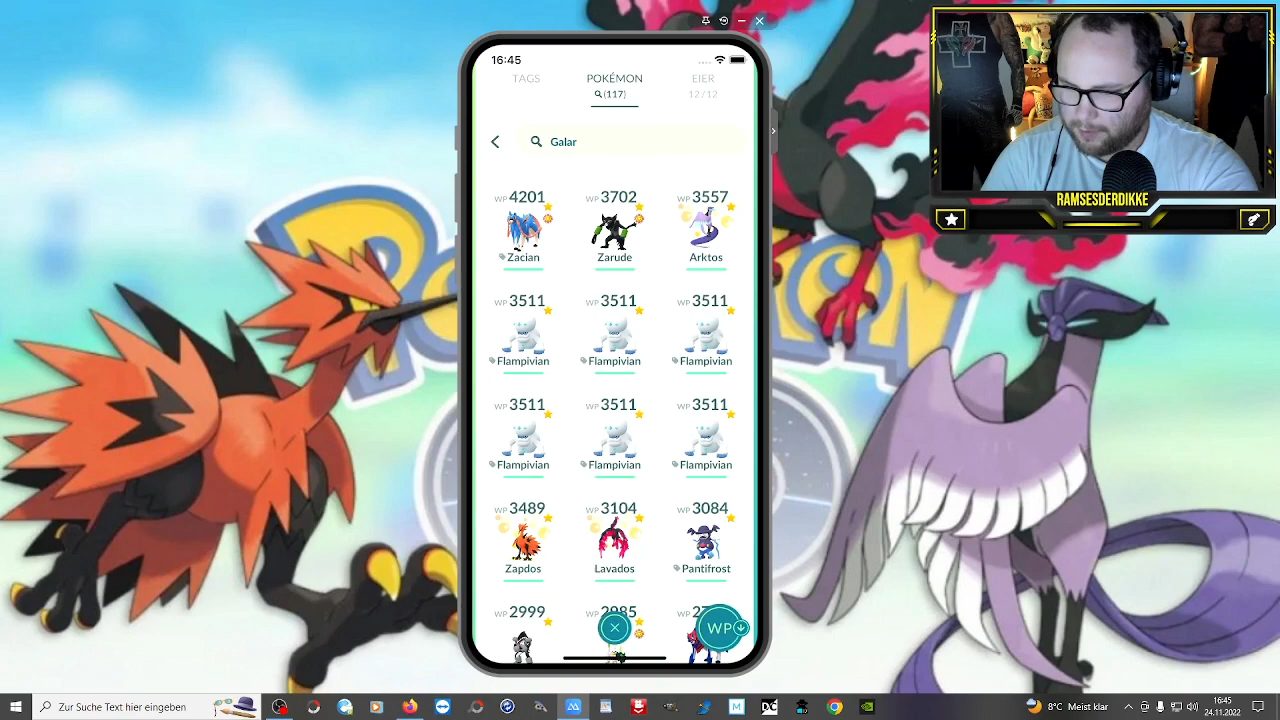 16:45
TAGS
POKÉMON
(117)
EIER
12/12
Galar
WP 4201
WP 3702
WP 3557
Zacian
Zarude
Arktos
WP 3511
WP 3511
WP 3511
Flampivian
Flampivian
Flampivian
WP 3511
WP 3511
WP 3511
Flampivian
Flampivian
Flampivian
WP 3489
WP 3104
WP 3084
Zapdos
Lavados
Pantifrost
WP 2999
WP
WP
WP
RAMSESDERDIKKE
Zur Suche Text hier eingeben
M
DC
8°C Meist klar
16:45
24.11.2022